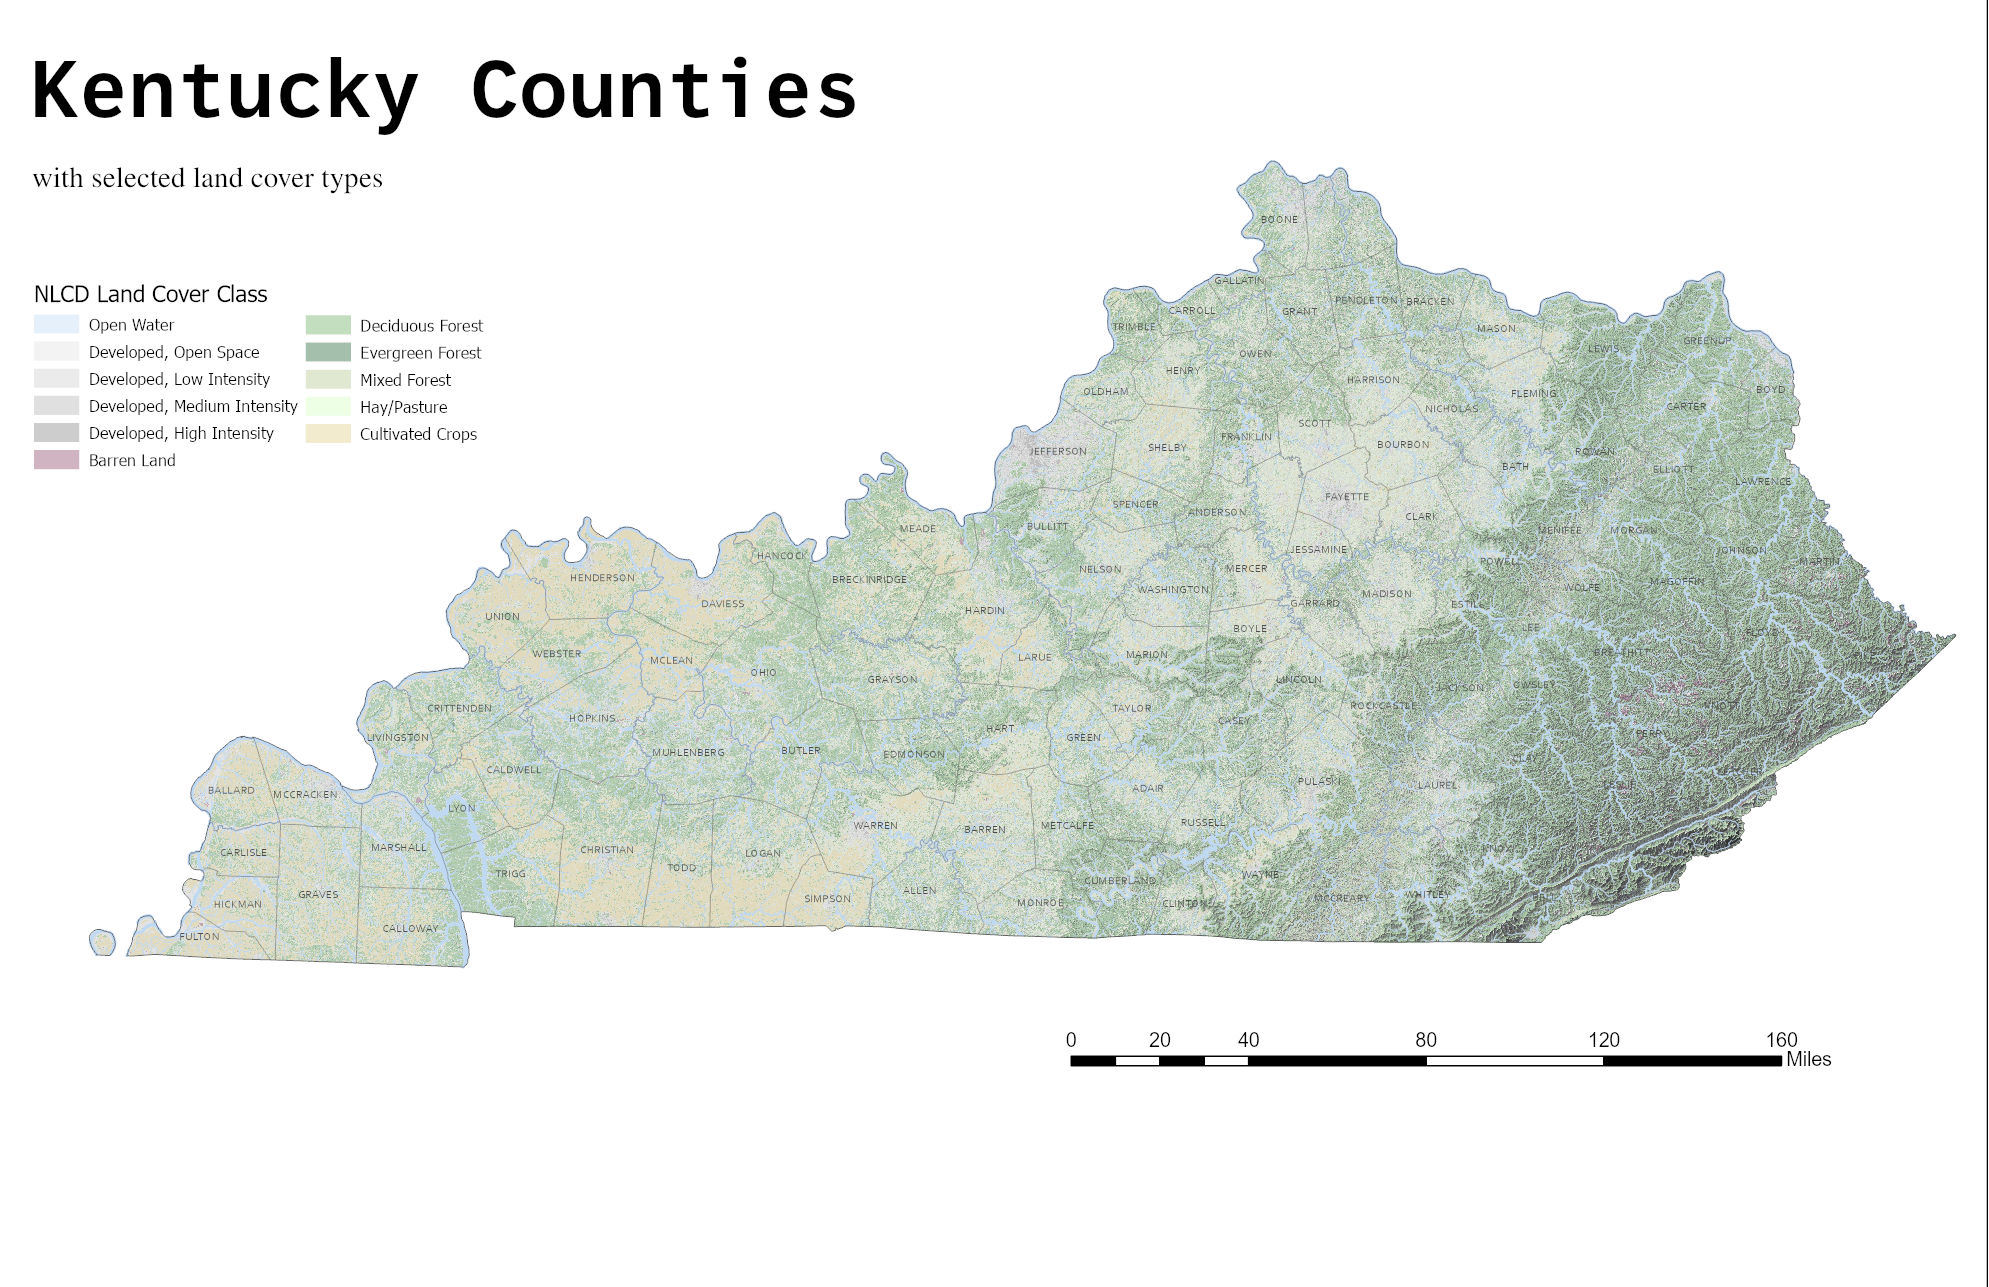 Kentucky Counties
with selected land cover types
NLCD Land Cover Class
Open Water
Developed, Open Space
Developed, Low Intensity
Developed, Medium Intensity
Developed, High Intensity
Barren Land
Deciduous Forest
Evergreen Forest
Mixed Forest
Hay/Pasture
Cultivated Crops
BOONE
GALLATIN
CARROLL
GRANT
PENDLETON
BRACKEN
TRIMBLE
MASON
OWEN
LEWIS
GREENUP
HENRY
HARRISON
OLDHAM
FLEMING
BOYD
NICHOLAS
CARTER
SCOTT
FRANKLIN
BOURBON
JEFFERSON
SHELBY
ROWAN
BATH
ELLIOTT
LAWRENCE
FAYETTE
SPENCER
ANDERSON
CLARK
MEADE
BULLITT
MENIFEE
MORGAN
JESSAMINE
JOHNSON
HANCOCK
POWELL
MARTIN
HENDERSON
BRECKINRIDGE
NELSON
MERCER
WASHINGTON
MAGOFFIN
WOLFE
MADISON
DAVIESS
GARRARD
ESTILL
UNION
HARDIN
BOYLE
LEE
FLOYD
WEBSTER
MCLEAN
LARUE
MARION
BREATHITT
PIKE
OHIO
GRAYSON
LINCOLN
JACKSON
OWSLEY
CRITTENDEN
TAYLOR
ROCKCASTLE
KNOTT
HOPKINS
CASEY
LIVINGSTON
HART
GREEN
PERRY
MUHLENBERG
BUTLER
EDMONSON
CLAY
CALDWELL
PULASKI
LAUREL
LESLIE
BALLARD
MCCRACKEN
ADAIR
LYON
WARREN
BARREN
METCALFE
RUSSELL
CARLISLE
MARSHALL
CHRISTIAN
LOGAN
KNOX
TRIGG
TODD
CUMBERLAND
WAYNE
GRAVES
ALLEN
SIMPSON
WHITLEY
MCCREARY
BELL
HICKMAN
MONROE
CLINTON
CALLOWAY
FULTON
0 20 40 80 120 160
Miles